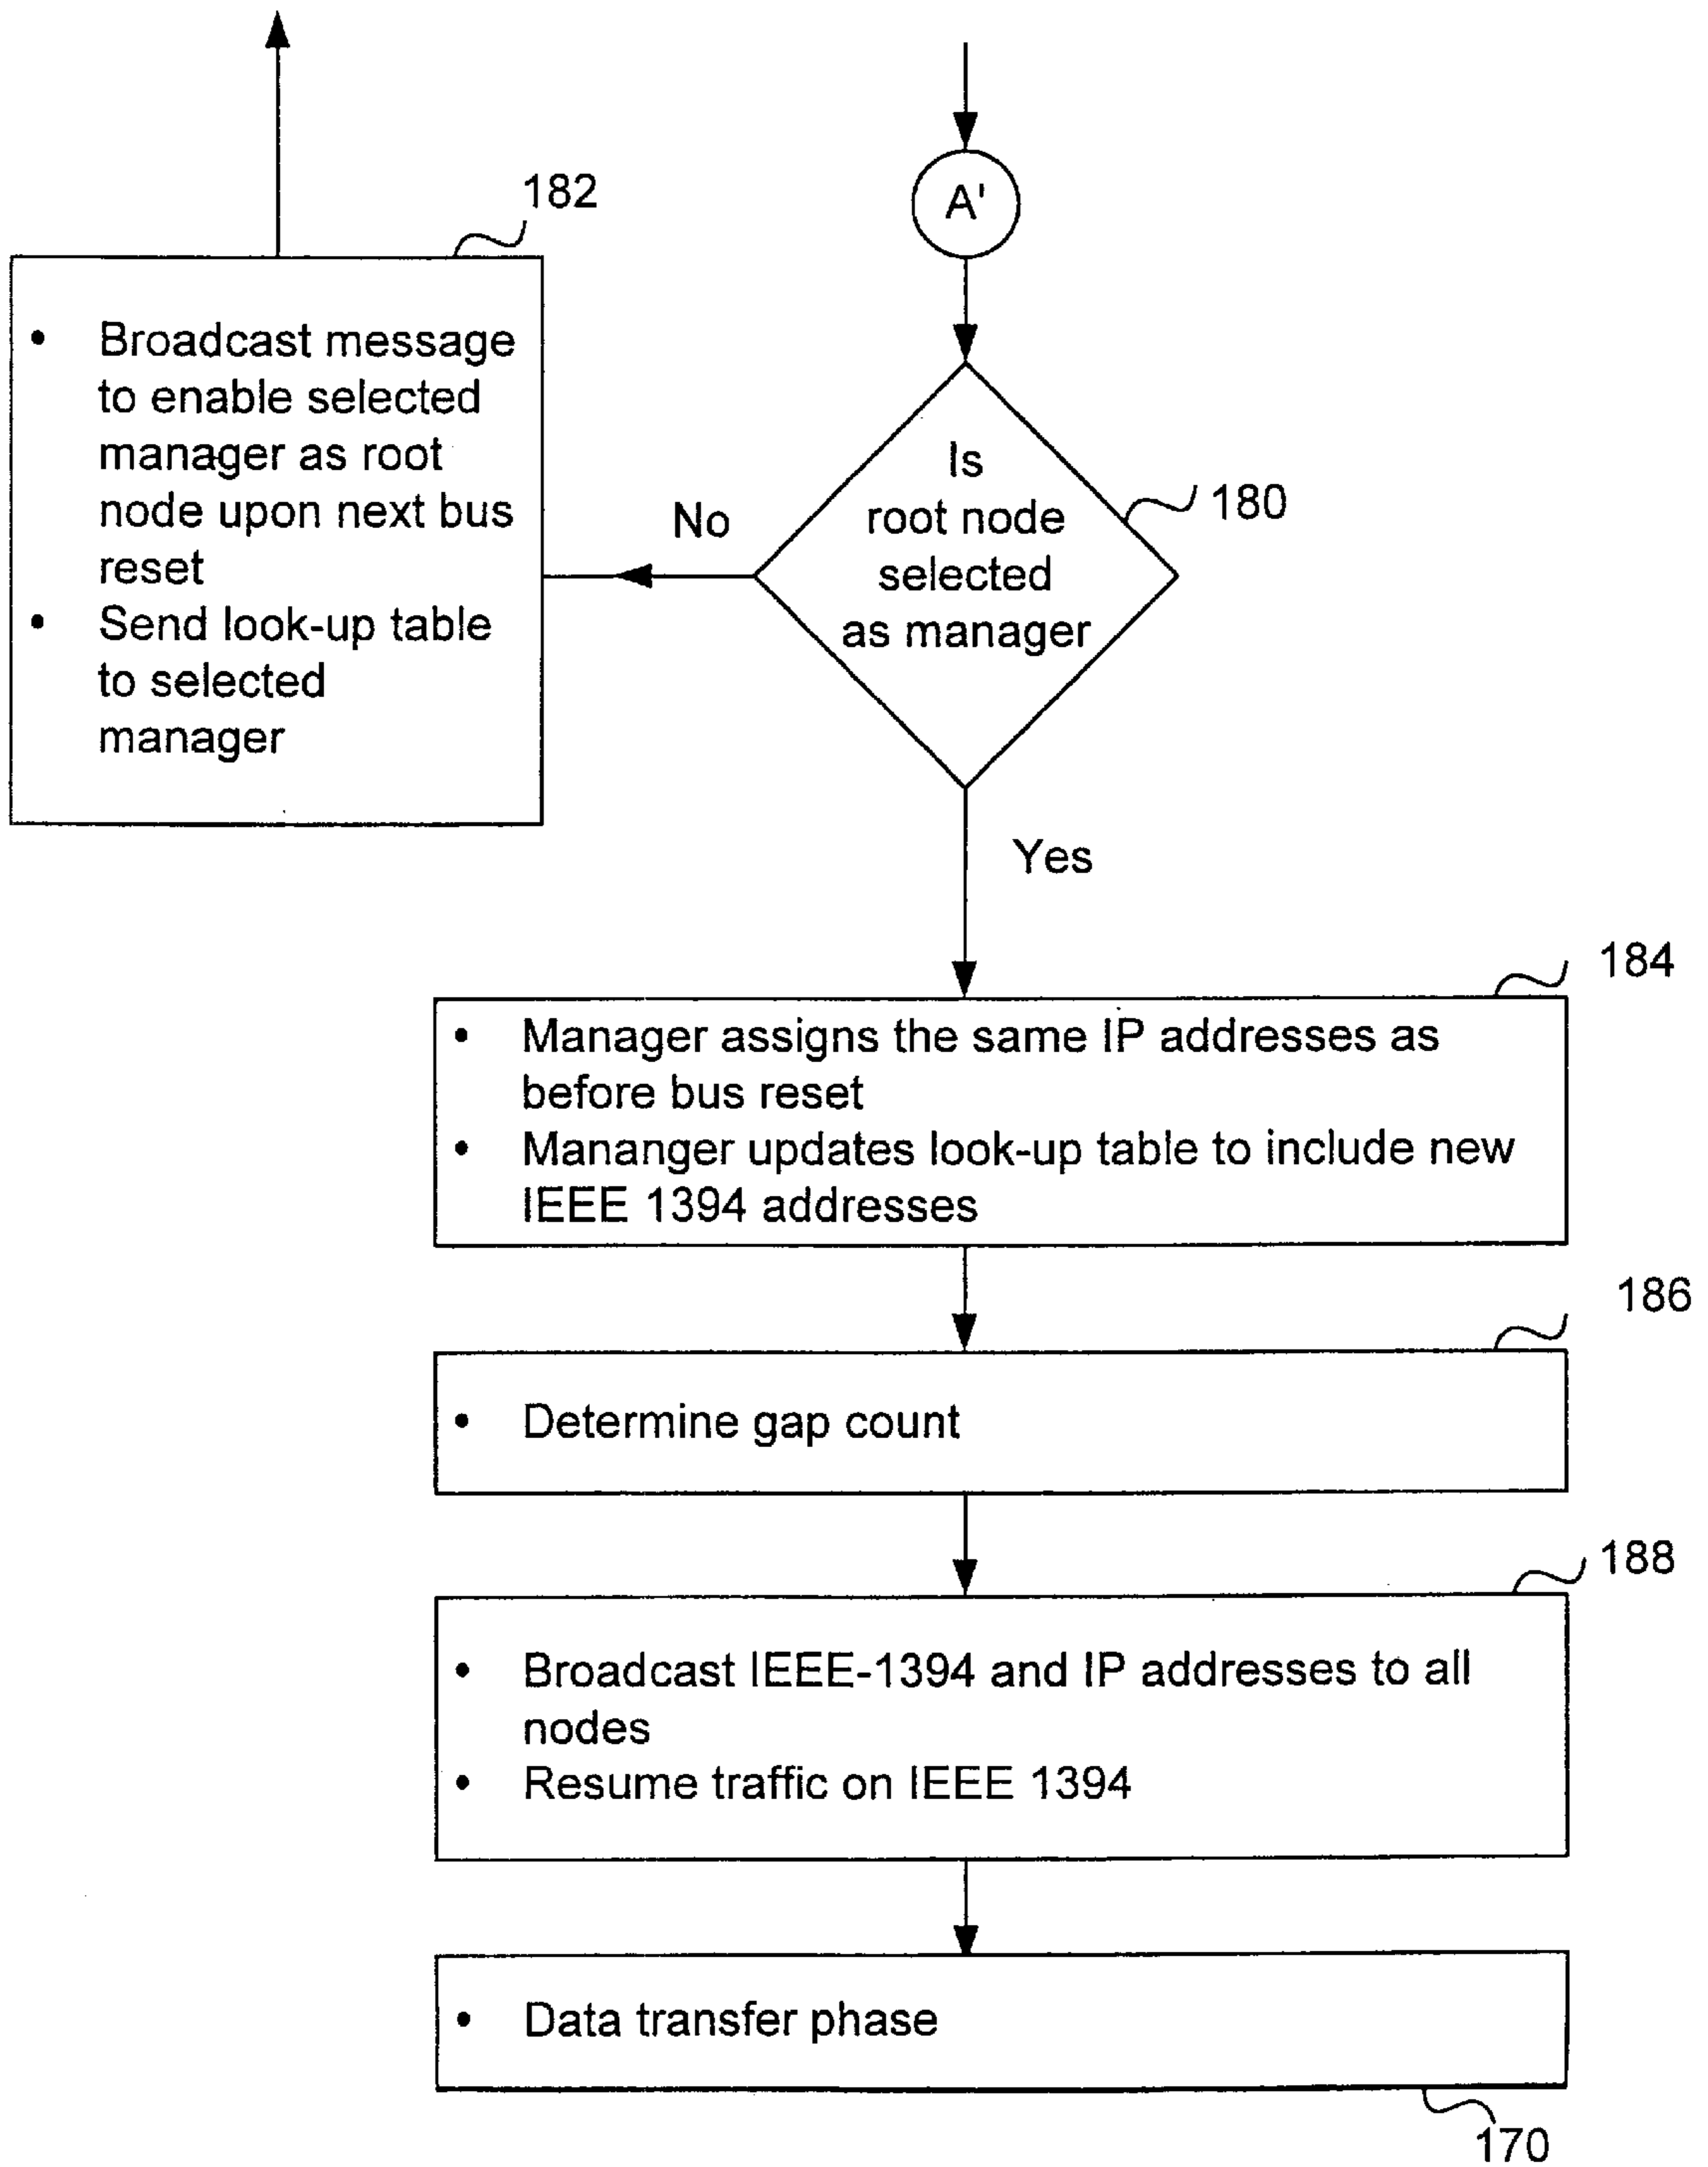 A'
182
• Broadcast message
to enable selected
manager as root
node upon next bus
reset
• Send look-up table
to selected
manager
No
Is
root node
selected
as manager
180
Yes
184
• Manager assigns the same IP addresses as
before bus reset
• Mananger updates look-up table to include new
IEEE 1394 addresses
186
• Determine gap count
188
• Broadcast IEEE-1394 and IP addresses to all
nodes
• Resume traffic on IEEE 1394
• Data transfer phase
170